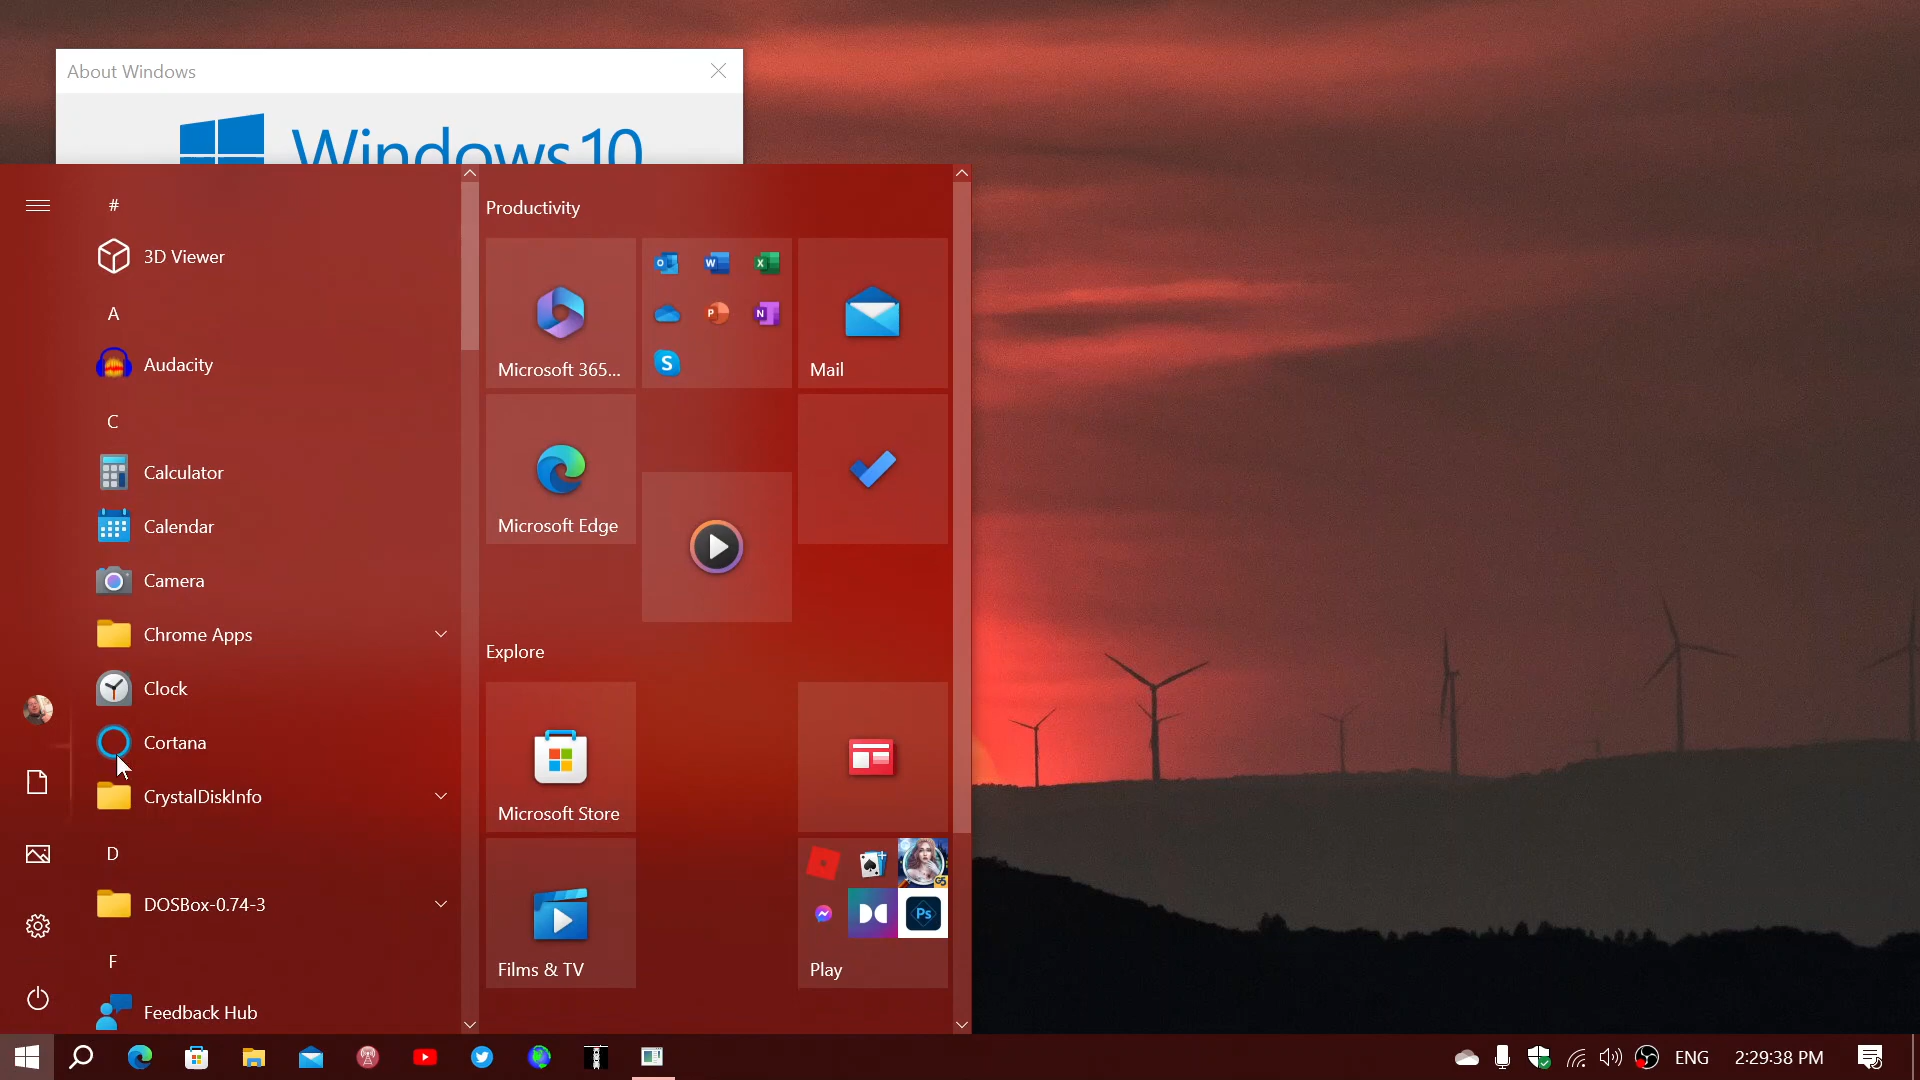 About Windows
Windows 10
#
3D Viewer
A
Audacity
C
Calculator
Calendar
Camera
Chrome Apps
Clock
Cortana
CrystalDiskInfo
D
DOSBox-0.74-3
F
Feedback Hub
Productivity
Microsoft 365...
Mail
Microsoft Edge
Explore
Microsoft Store
Films & TV
Play
Ps
ENG
2:29:38 PM